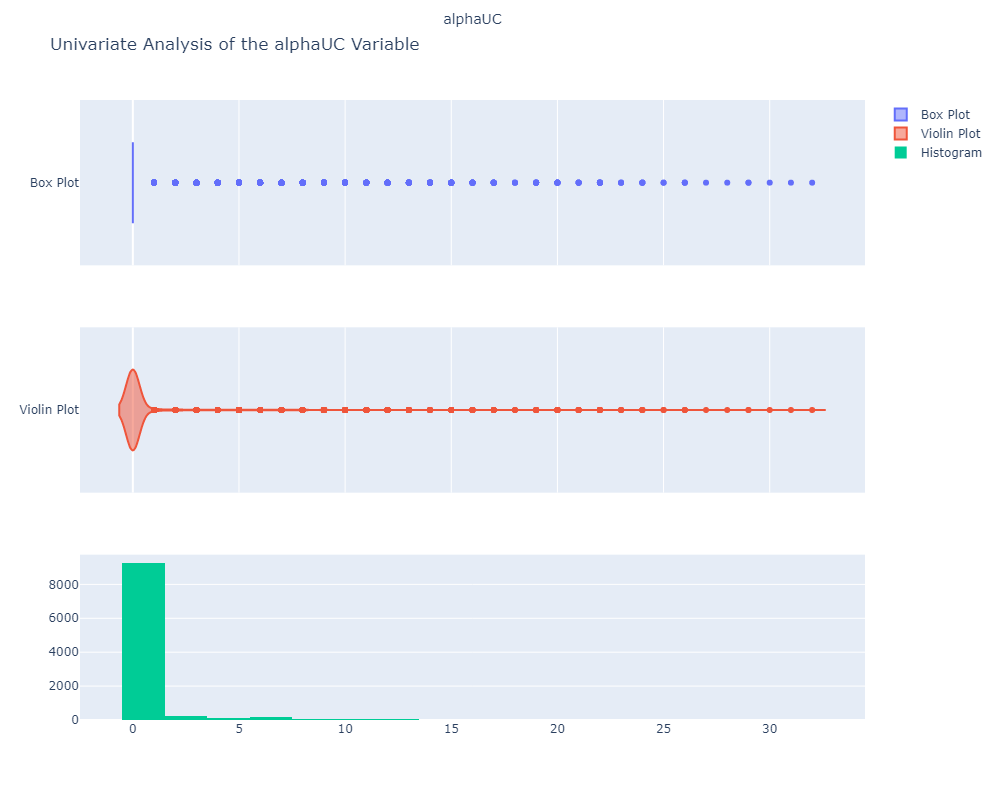 alphaUC
Univariate Analysis of the alphaUC Variable
Box Plot
Violin Plot
Histogram
Box Plot
Violin Plot
8000
6000
4000
2000
0
0 5 10 15 20 25 30